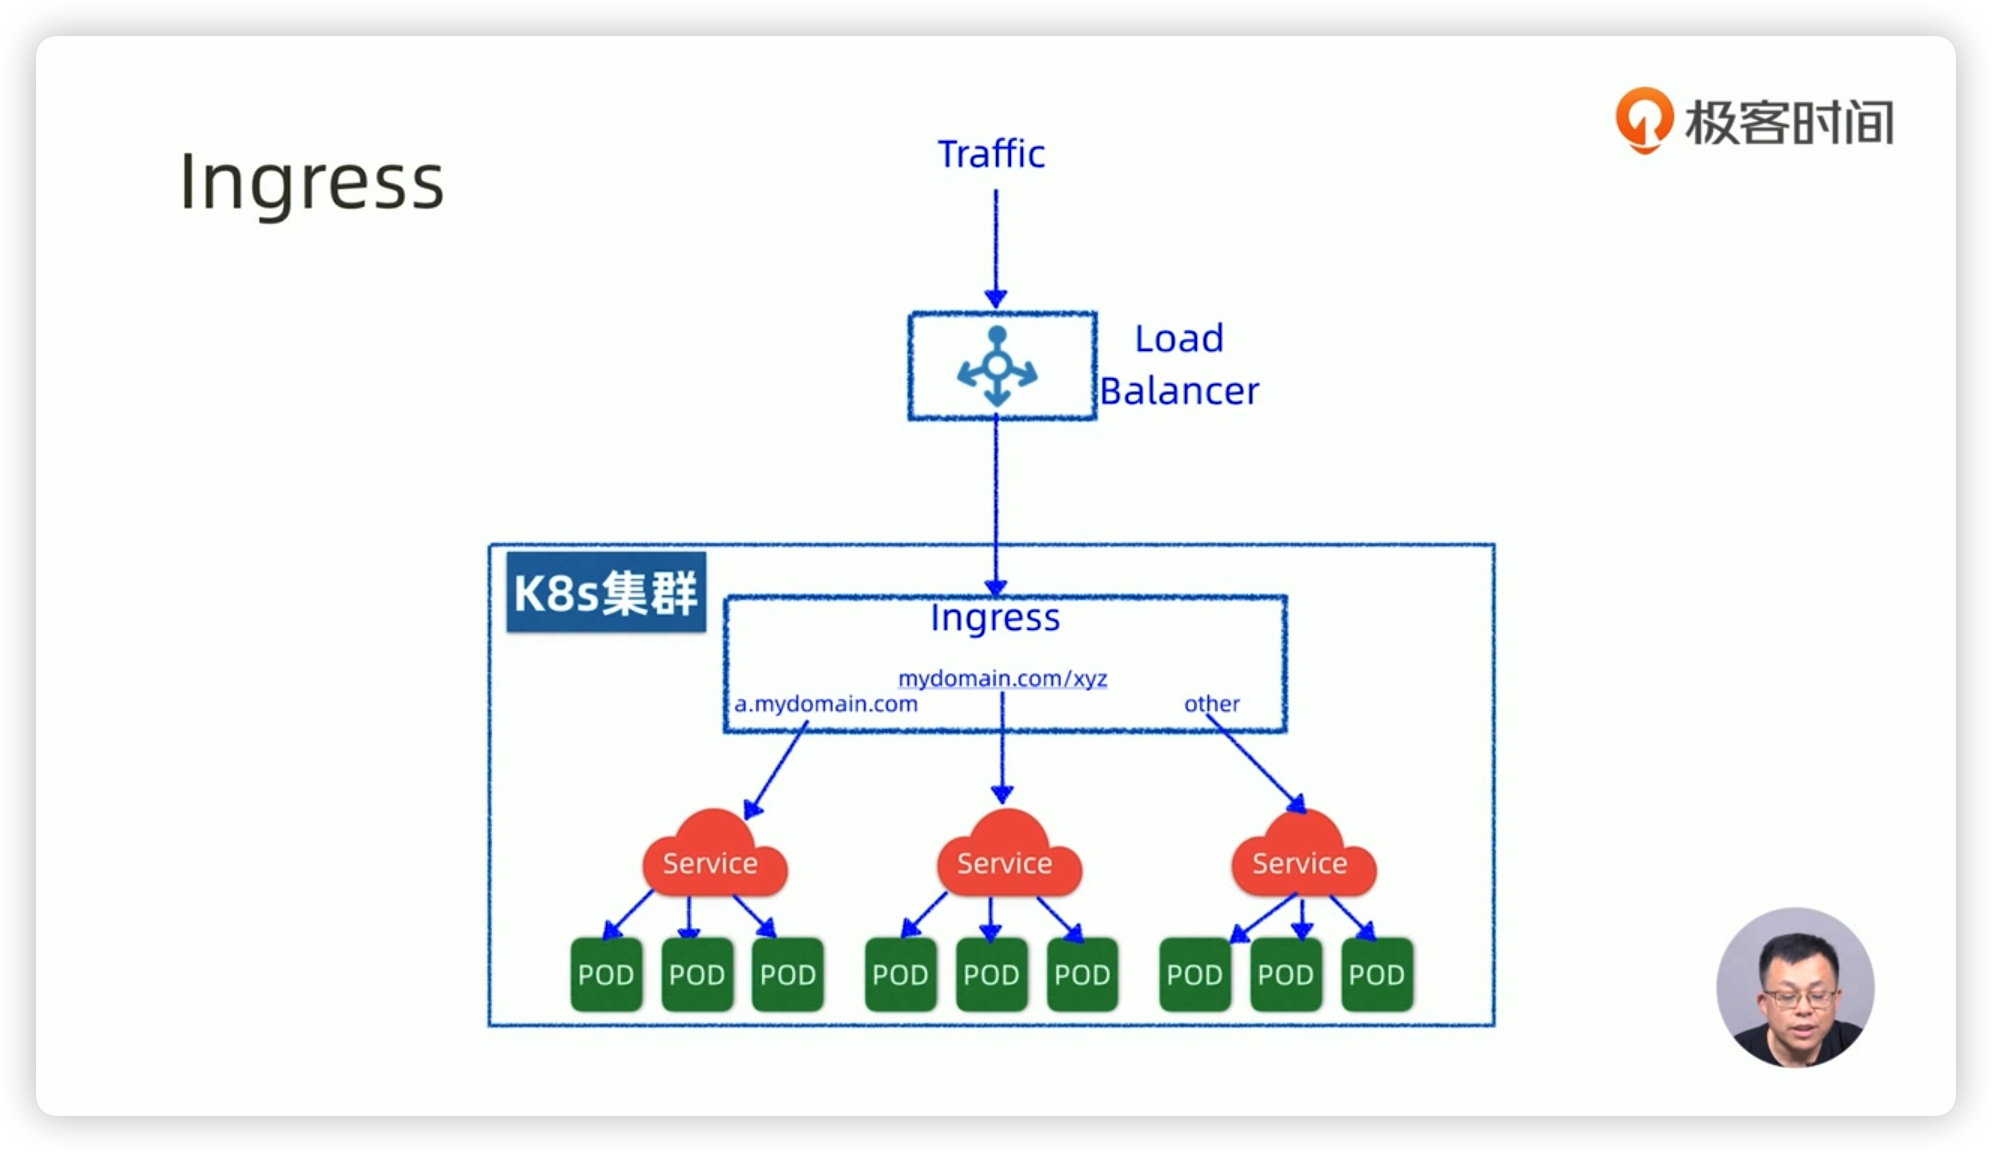 极客时间
Ingress
Traffic
Load
Balancer
K8s集群
Ingress
mydomain.com/xyz
a.mydomain.com
other
Service
Service
Service
POD
POD
POD
POD
POD
POD
POD
POD
POD